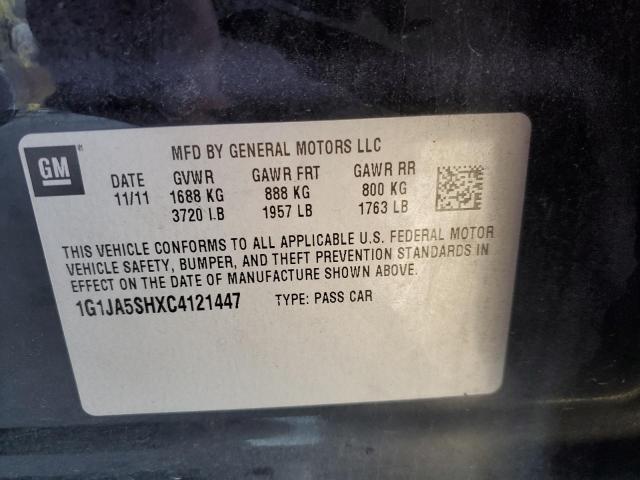 GM
MFD BY GENERAL MOTORS LLC
DATE GVWR GAWR FRT GAWR RR
11/11 1688 KG 888 KG 800 KG
3720 LB 1957 LB 1763 LB
THIS VEHICLE CONFORMS TO ALL APPLICABLE U.S. FEDERAL MOTOR
VEHICLE SAFETY, BUMPER, AND THEFT PREVENTION STANDARDS IN
EFFECT ON THE DATE OF MANUFACTURE SHOWN ABOVE.
1G1JA5SHXC4121447 TYPE: PASS CAR